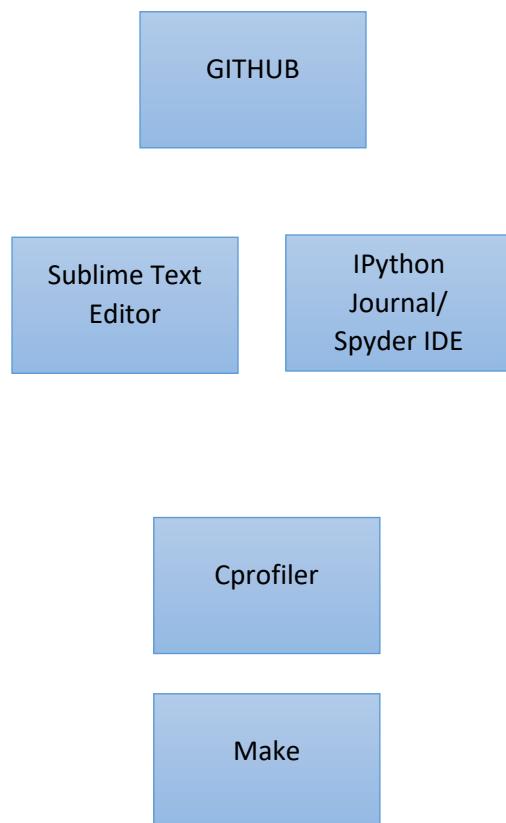 GITHUB
Sublime Text
Editor
IPython
Journal/
Spyder IDE
Cprofiler
Make